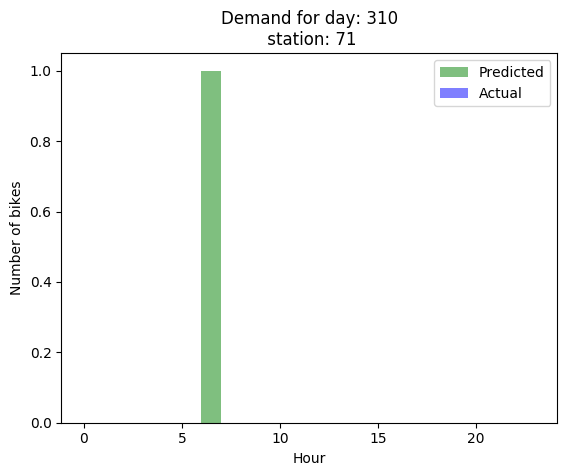 Demand for day: 310
station: 71
Predicted
Actual
Number of bikes
1.0
0.8
0.6
0.4
0.2
0.0
0
5
10
15
20
Hour